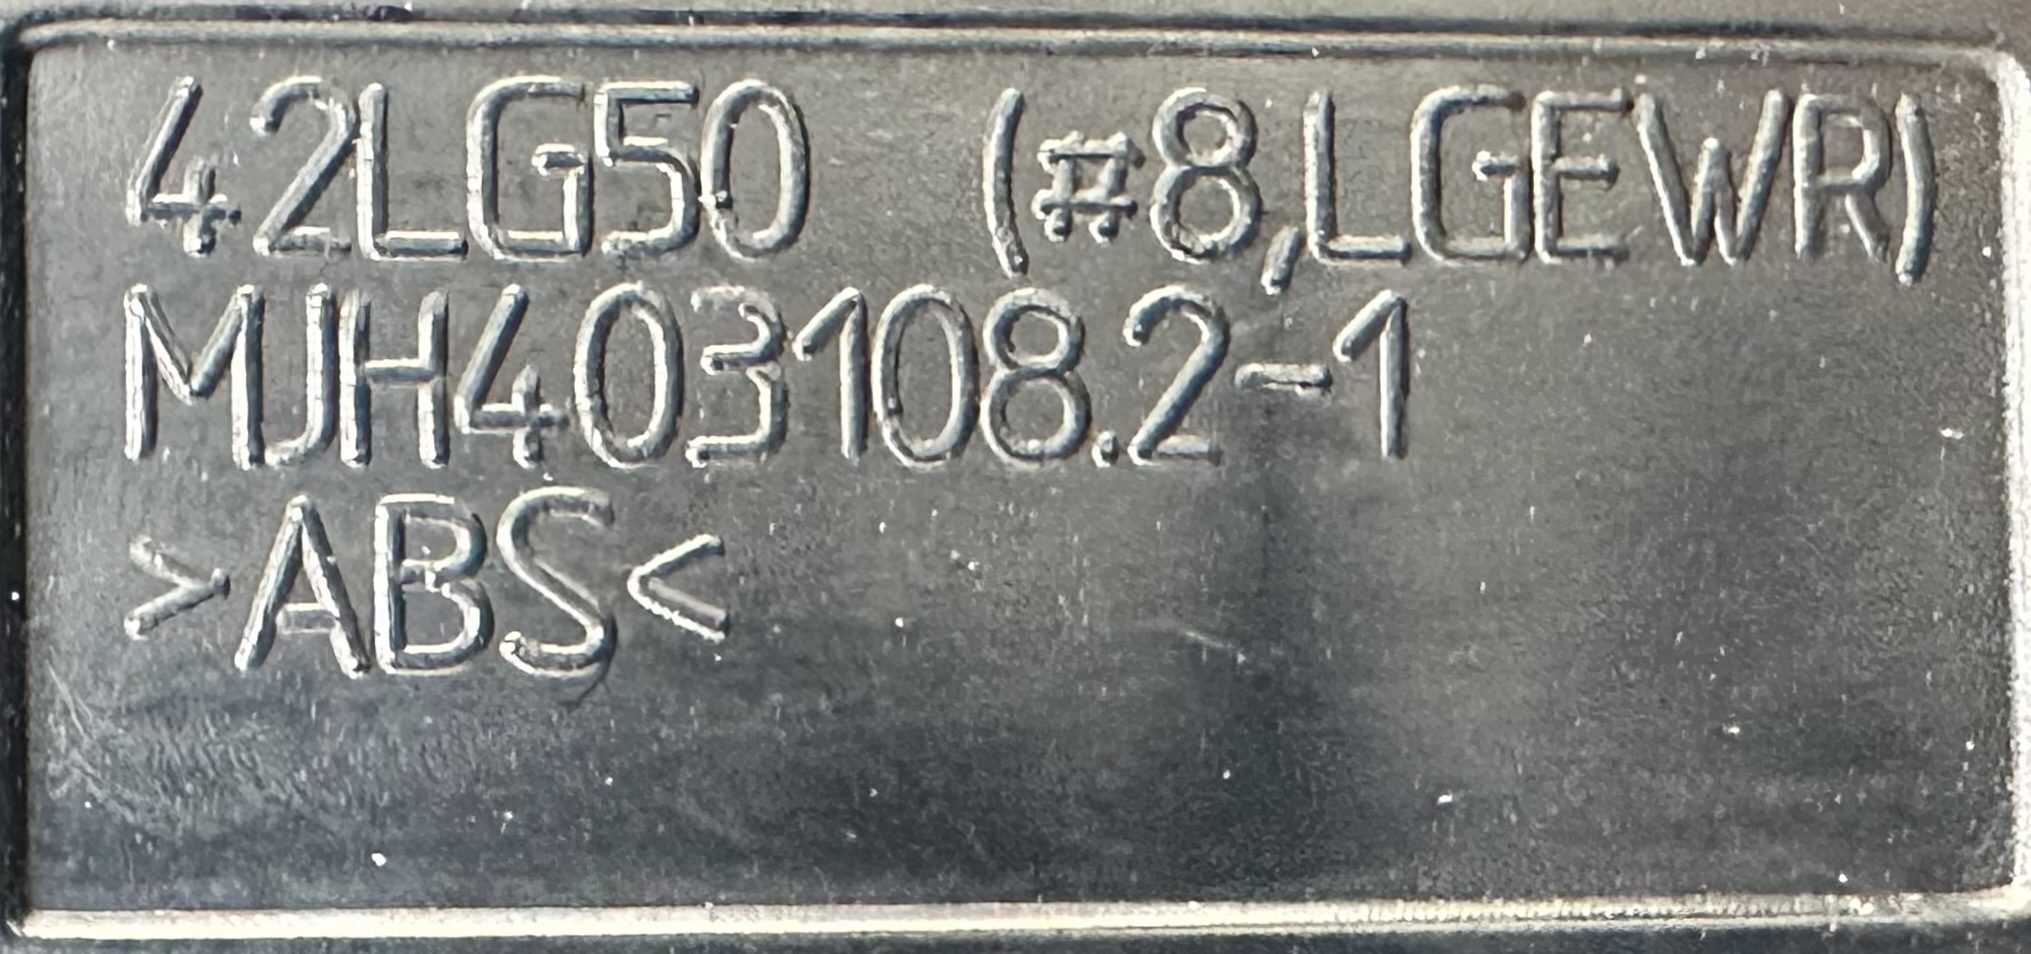 42LG50 (#8,LGEWR)
MJH403108.2-1
>ABS<